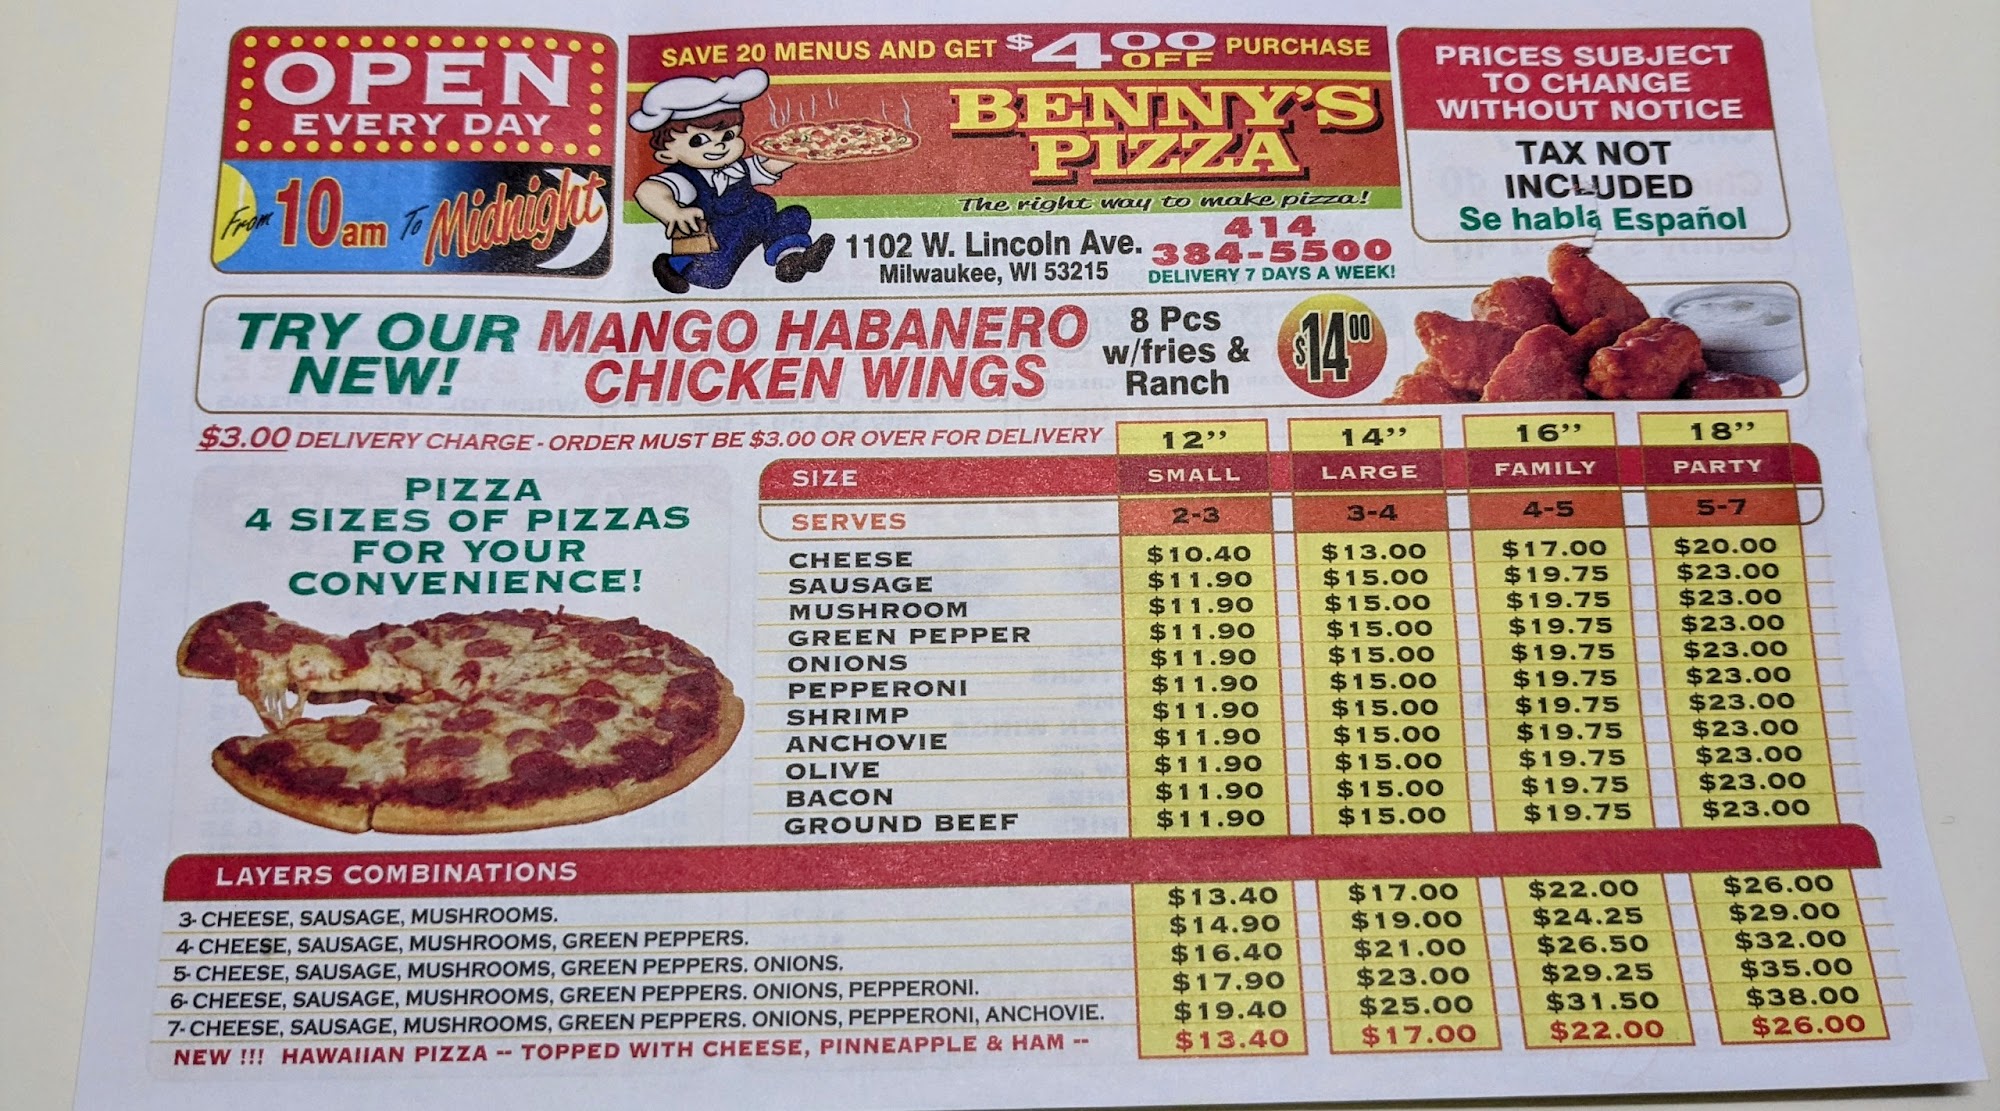 OPEN
EVERY DAY
From 10am To Midnight
SAVE 20 MENUS AND GET $4.00 OFF PURCHASE
BENNY'S
PIZZA
The right way to make pizza!
1102 W. Lincoln Ave.
Milwaukee, WI 53215
414
384-5500
DELIVERY 7 DAYS A WEEK!
PRICES SUBJECT
TO CHANGE
WITHOUT NOTICE
TAX NOT
INCLUDED
Se habla Español
TRY OUR
NEW!
MANGO HABANERO
CHICKEN WINGS
8 Pcs
w/fries &
Ranch
$14.00
$3.00 DELIVERY CHARGE - ORDER MUST BE $3.00 OR OVER FOR DELIVERY
PIZZA
4 SIZES OF PIZZAS
FOR YOUR
CONVENIENCE!
12" 14" 16" 18"
SIZE SMALL LARGE FAMILY PARTY
SERVES 2-3 3-4 4-5 5-7
CHEESE $10.40 $13.00 $17.00 $20.00
SAUSAGE $11.90 $15.00 $19.75 $23.00
MUSHROOM $11.90 $15.00 $19.75 $23.00
GREEN PEPPER $11.90 $15.00 $19.75 $23.00
ONIONS $11.90 $15.00 $19.75 $23.00
PEPPERONI $11.90 $15.00 $19.75 $23.00
SHRIMP $11.90 $15.00 $19.75 $23.00
ANCHOVIE $11.90 $15.00 $19.75 $23.00
OLIVE $11.90 $15.00 $19.75 $23.00
BACON $11.90 $15.00 $19.75 $23.00
GROUND BEEF $11.90 $15.00 $19.75 $23.00
LAYERS COMBINATIONS
3- CHEESE, SAUSAGE, MUSHROOMS. $13.40 $17.00 $22.00 $26.00
4- CHEESE, SAUSAGE, MUSHROOMS, GREEN PEPPERS. $14.90 $19.00 $24.25 $29.00
5- CHEESE, SAUSAGE, MUSHROOMS, GREEN PEPPERS. ONIONS. $16.40 $21.00 $26.50 $32.00
6- CHEESE, SAUSAGE, MUSHROOMS, GREEN PEPPERS. ONIONS, PEPPERONI. $17.90 $23.00 $29.25 $35.00
7- CHEESE, SAUSAGE, MUSHROOMS, GREEN PEPPERS. ONIONS, PEPPERONI, ANCHOVIE. $19.40 $25.00 $31.50 $38.00
NEW !!! HAWAIIAN PIZZA -- TOPPED WITH CHEESE, PINNEAPPLE & HAM -- $13.40 $17.00 $22.00 $26.00